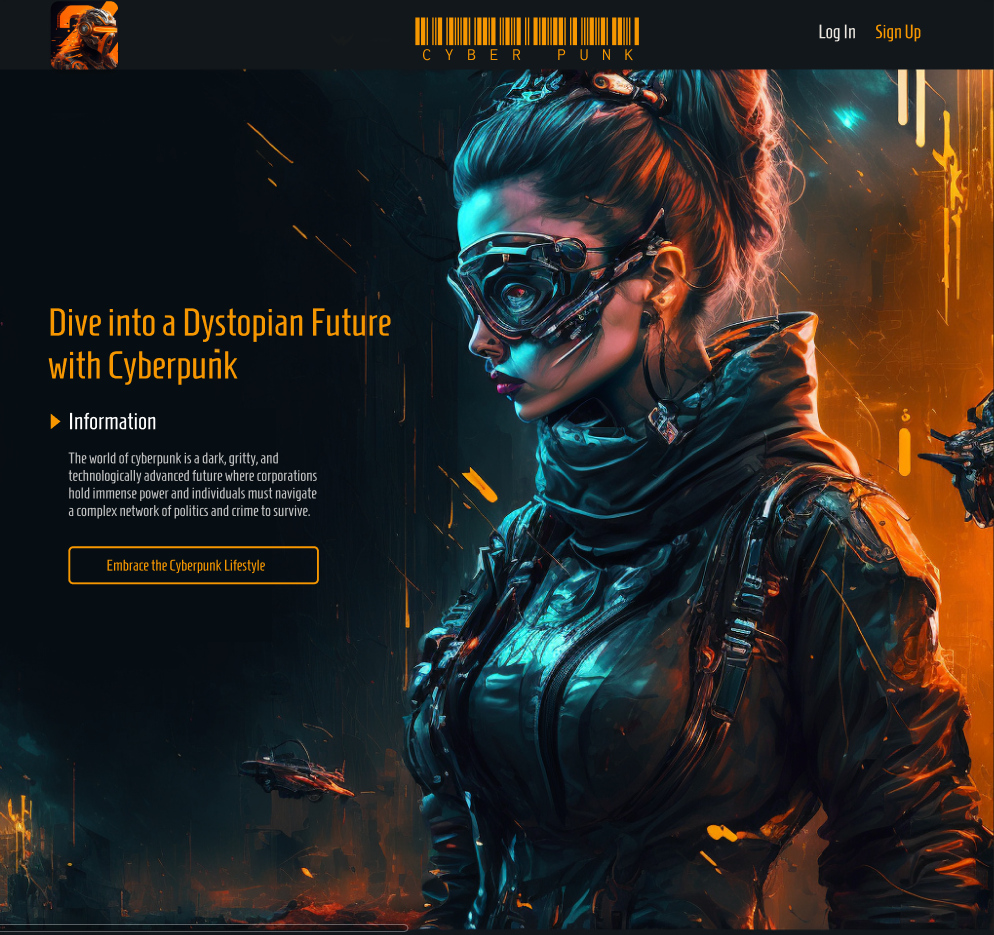 CYBER PUNK
Log In
Sign Up
Dive into a Dystopian Future
with Cyberpunk
Information
The world of cyberpunk is a dark, gritty, and
technologically advanced future where corporations
hold immense power and individuals must navigate
a complex network of politics and crime to survive.
Embrace the Cyberpunk Lifestyle